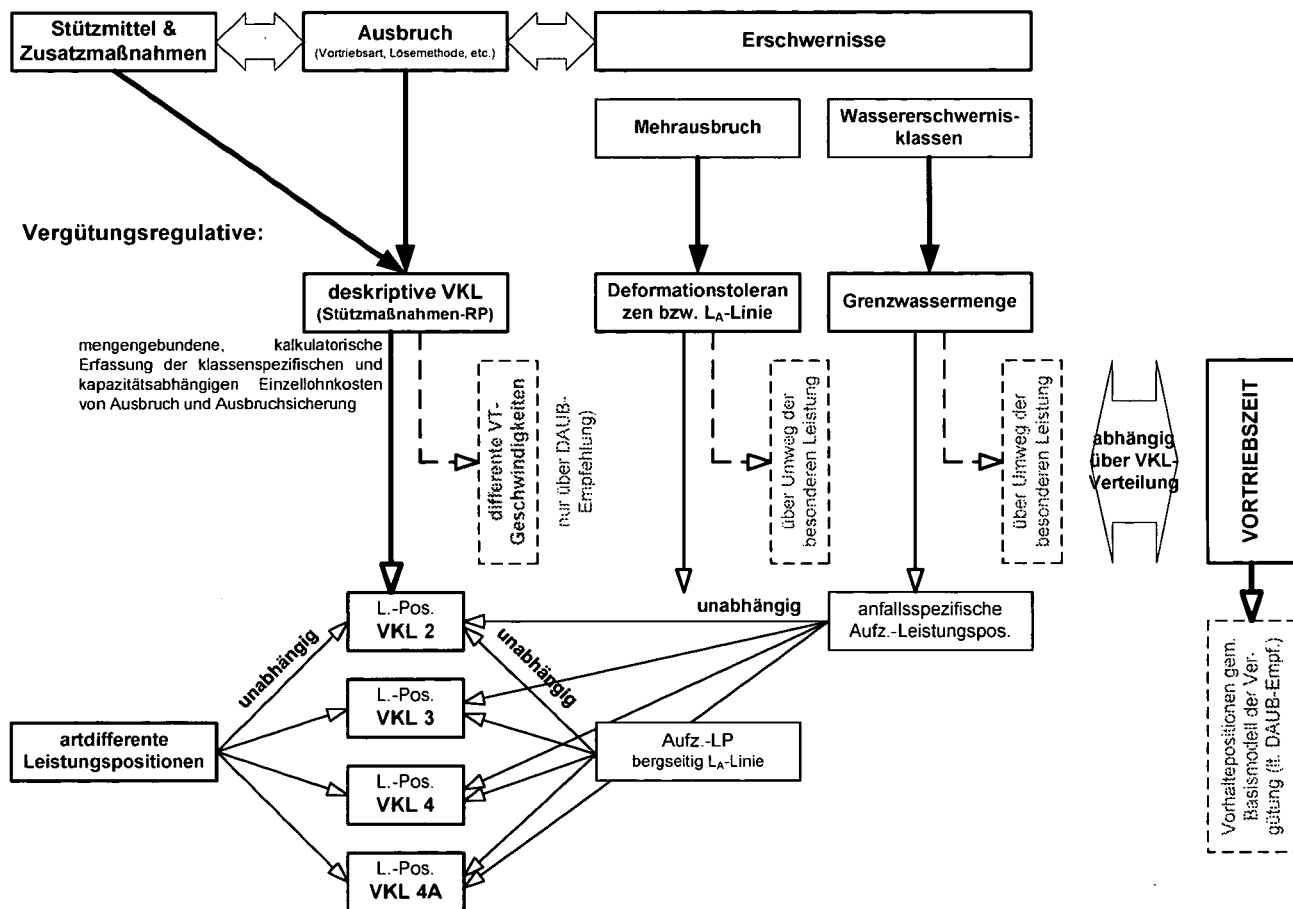 Stützmittel &
Zusatzmaßnahmen
Ausbruch
(Vortriebsart, Lösemethode, etc.)
Erschwernisse
Mehrausbruch
Wassererschwernis-
klassen
Vergütungsregulative:
deskriptive VKL
(Stützmaßnahmen-RP)
Deformationstoleran
zen bzw. LA-Linie
Grenzwassermenge
mengengebundene, kalkulatorische
Erfassung der klassenspezifischen und
kapazitätsabhängigen Einzellohnkosten
von Ausbruch und Ausbruchsicherung
differente VT-
Geschwindigkeiten
nur über DAUB-
Empfehlung)
über Umweg der
besonderen Leistung
über Umweg der
besonderen Leistung
abhängig
über VKL-
Verteilung
VORTRIEBSZEIT
L.-Pos.
VKL 2
unabhängig
anfallsspezifische
Aufz.-Leistungspos.
unabhängig
unabhängig
L.-Pos.
VKL 3
artdifferente
Leistungspositionen
Aufz.-LP
bergseitig LA-Linie
L.-Pos.
VKL 4
L.-Pos.
VKL 4A
Vorhaltepositionen gem.
Basismodell der Ver-
gütung (lt. DAUB-Empf.)